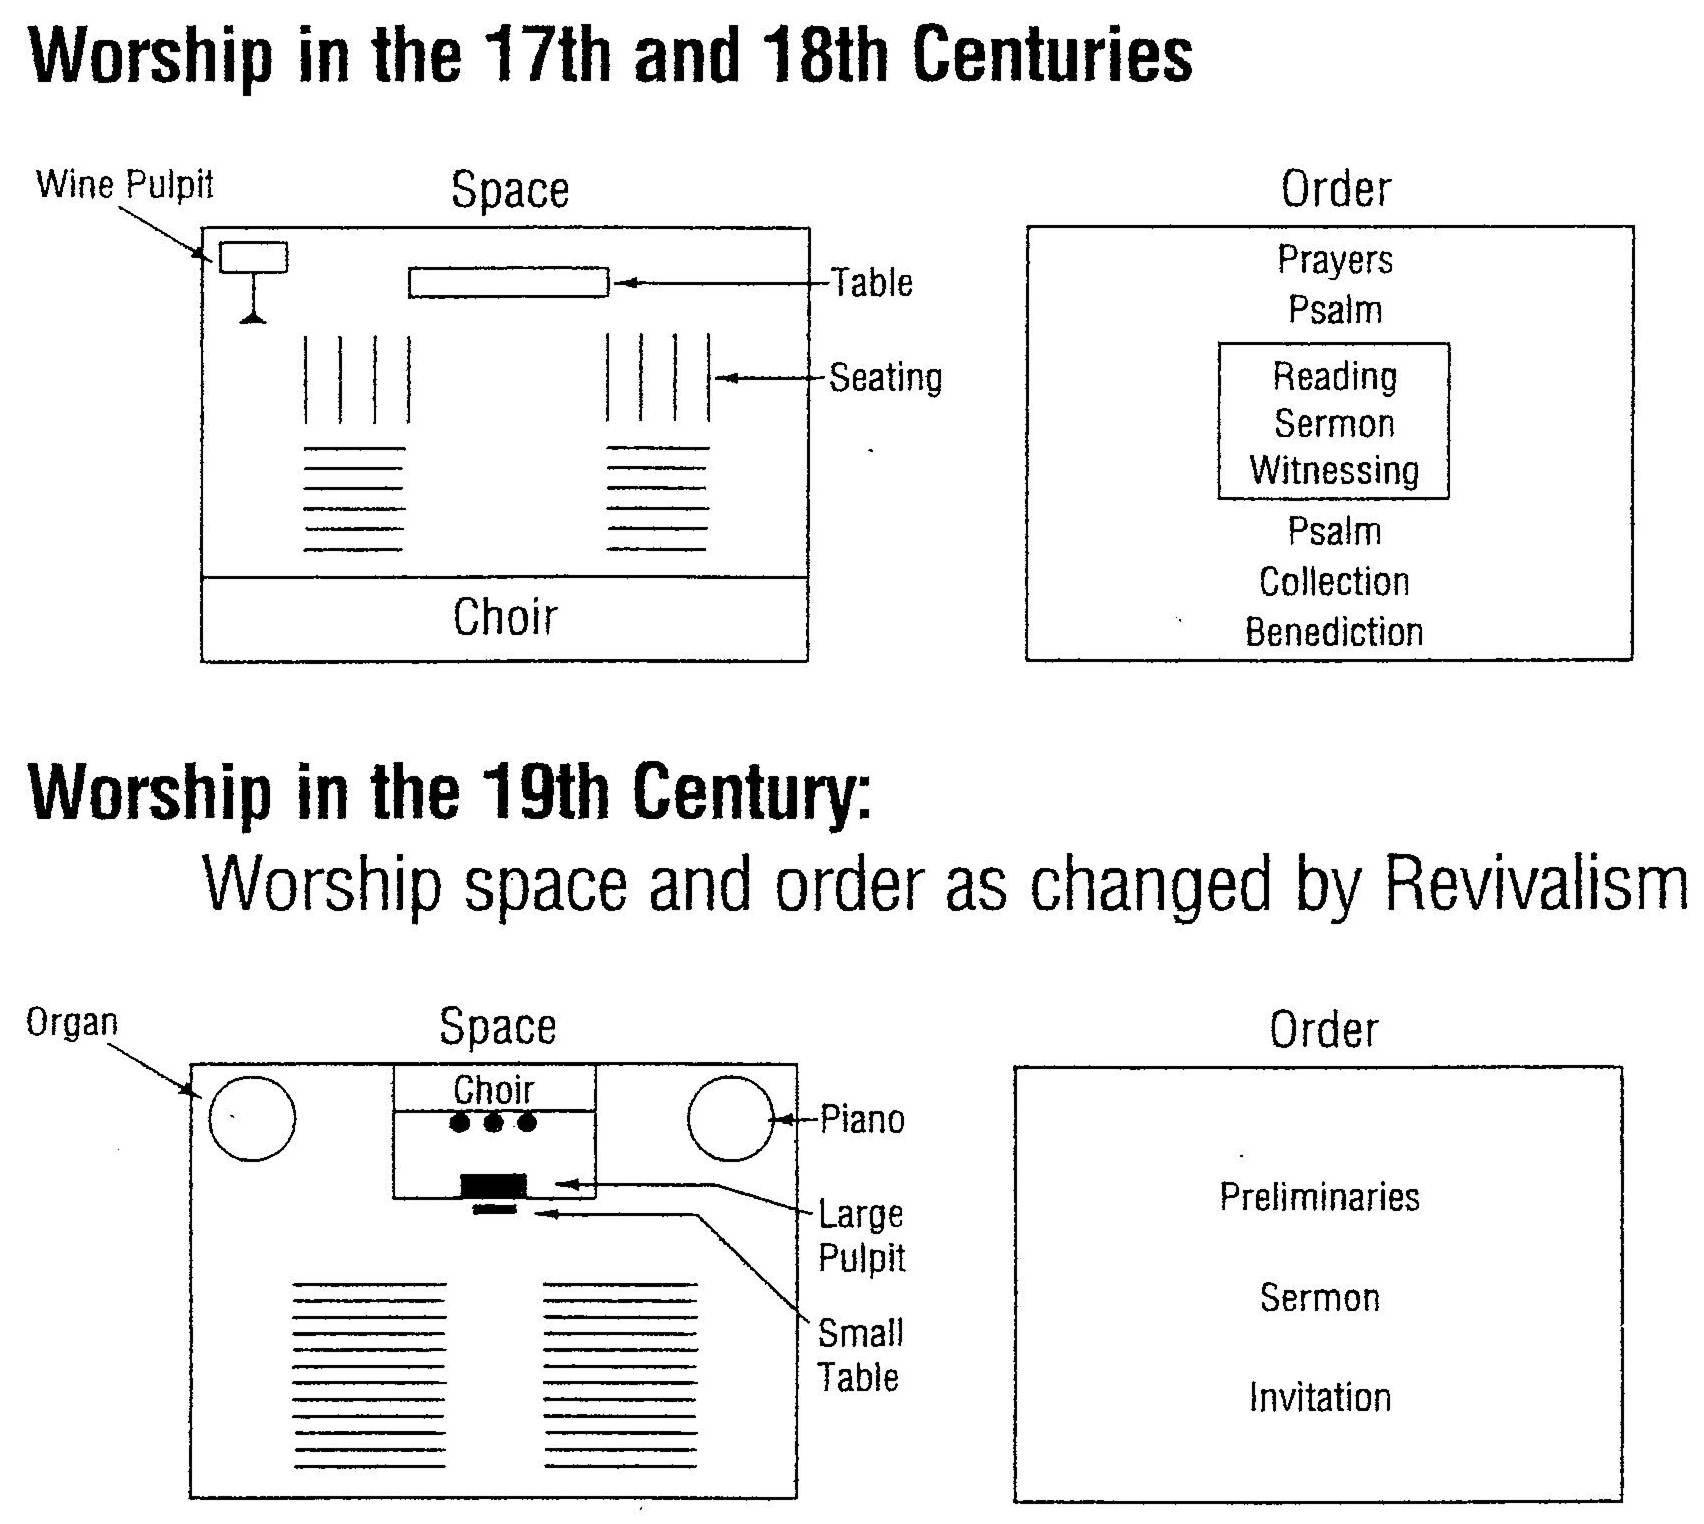 Worship in the 17th and 18th Centuries
Wine Pulpit
Space
Table
Seating
Choir
Order
Prayers
Psalm
Reading
Sermon
Witnessing
Psalm
Collection
Benediction
Worship in the 19th Century:
Worship space and order as changed by Revivalism
Organ
Space
Choir
Piano
Large
Pulpit
Small
Table
Order
Preliminaries
Sermon
Invitation